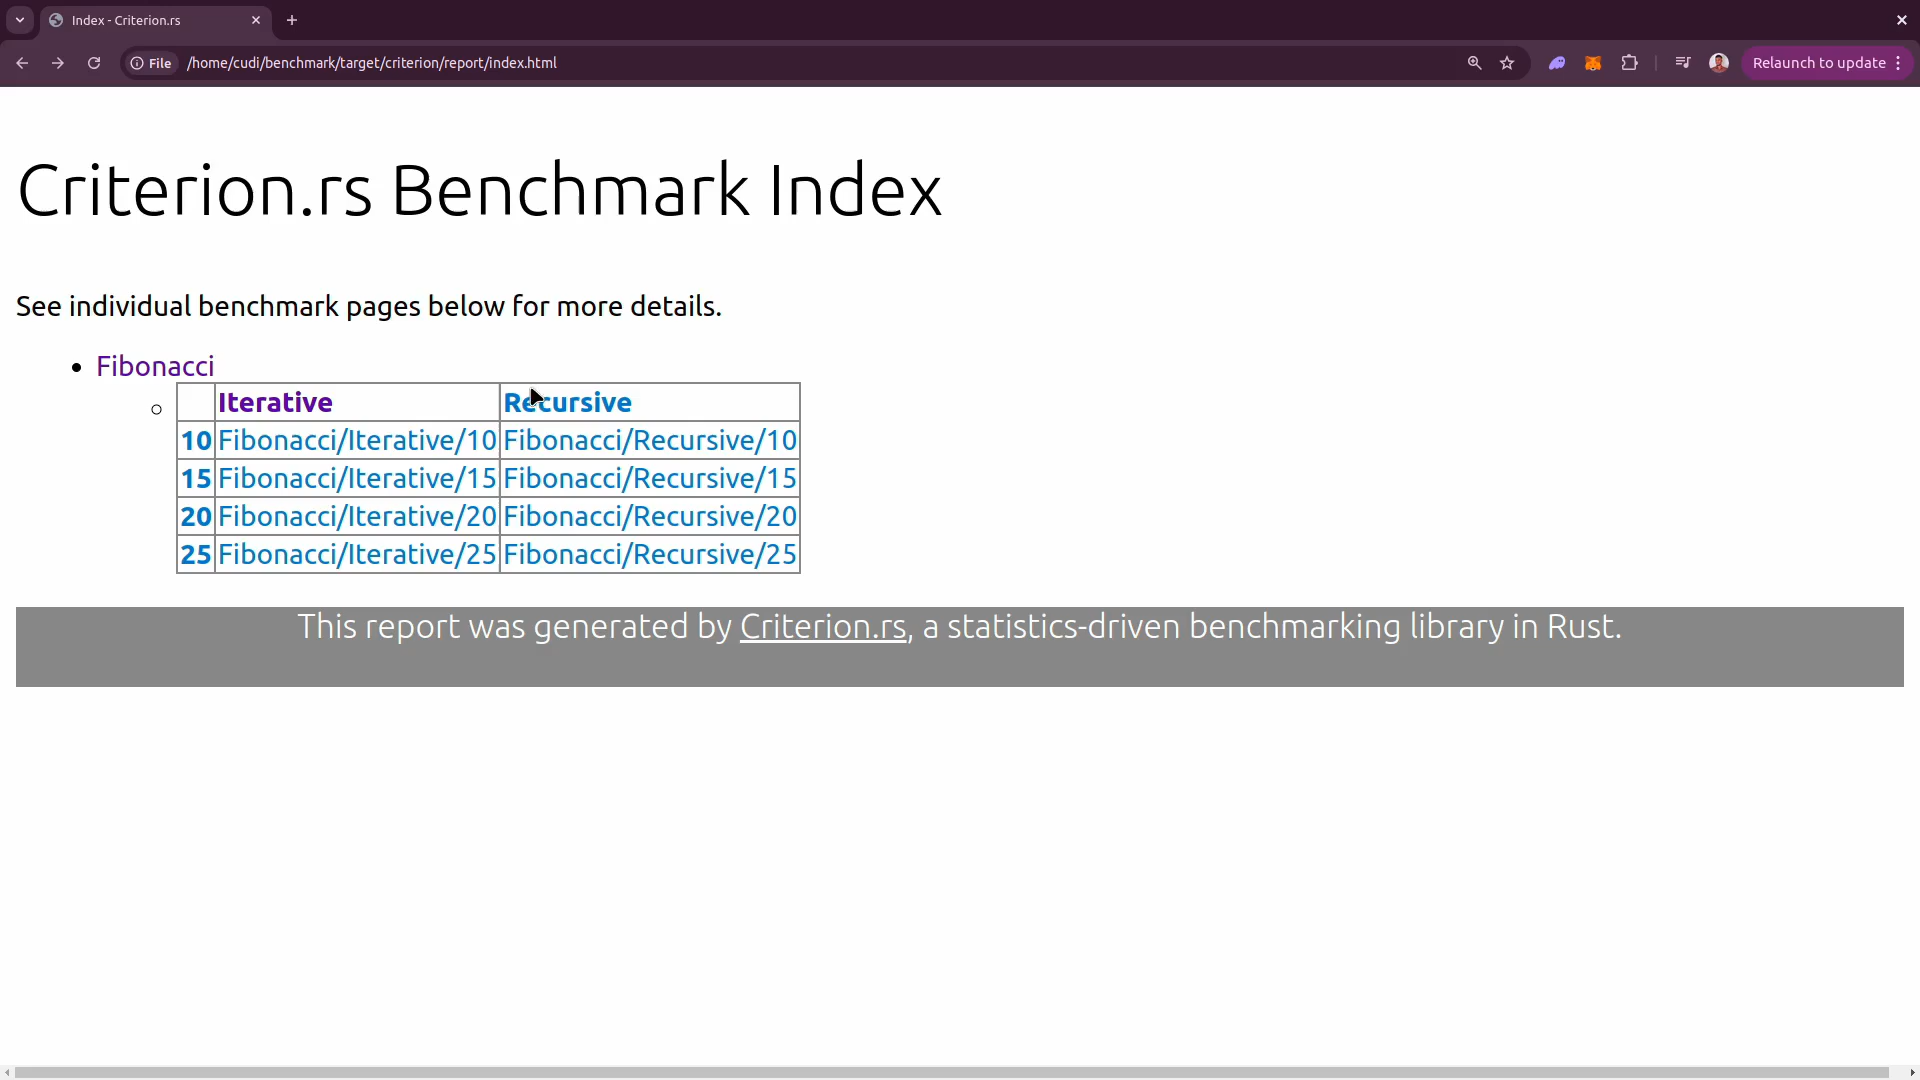 Index - Criterion.rs
File /home/cudi/benchmark/target/criterion/report/index.html
Relaunch to update
Criterion.rs Benchmark Index
See individual benchmark pages below for more details.
Fibonacci
Iterative Recursive
10 Fibonacci/Iterative/10 Fibonacci/Recursive/10
15 Fibonacci/Iterative/15 Fibonacci/Recursive/15
20 Fibonacci/Iterative/20 Fibonacci/Recursive/20
25 Fibonacci/Iterative/25 Fibonacci/Recursive/25
This report was generated by Criterion.rs, a statistics-driven benchmarking library in Rust.